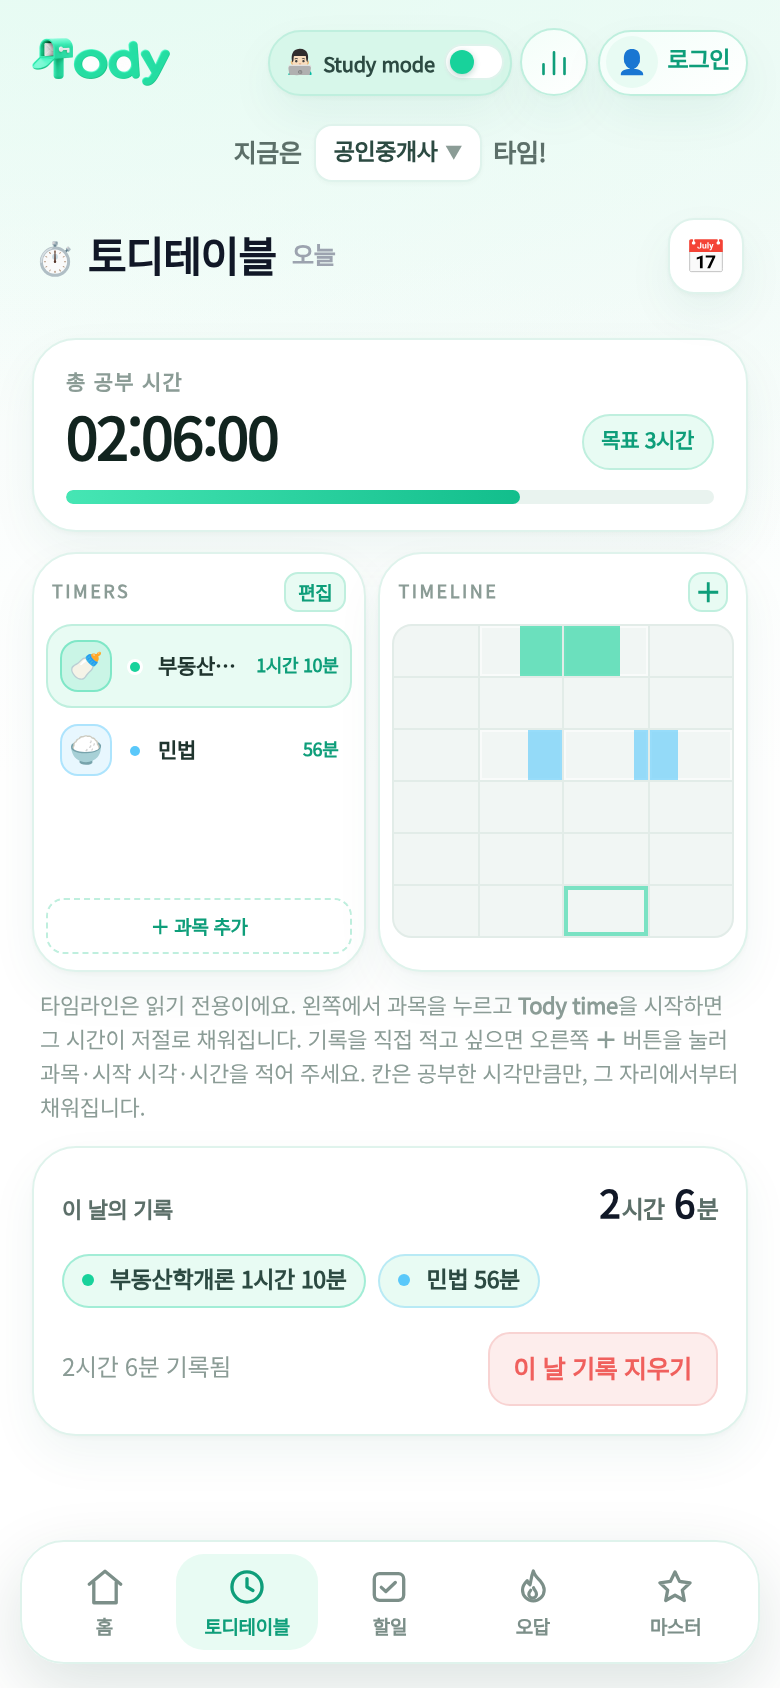 Tody
Study mode
로그인
지금은 공인중개사 ▼ 타임!
토디테이블 오늘
July
17
총 공부 시간
02:06:00
목표 3시간
TIMERS
편집
부동산… 1시간 10분
민법 56분
+ 과목 추가
TIMELINE
+
타임라인은 읽기 전용이에요. 왼쪽에서 과목을 누르고 Tody time을 시작하면
그 시간이 저절로 채워집니다. 기록을 직접 적고 싶으면 오른쪽 + 버튼을 눌러
과목·시작 시각·시간을 적어 주세요. 칸은 공부한 시각만큼만, 그 자리에서부터
채워집니다.
이 날의 기록
2시간 6분
부동산학개론 1시간 10분
민법 56분
2시간 6분 기록됨
이 날 기록 지우기
홈
토디테이블
할일
오답
마스터